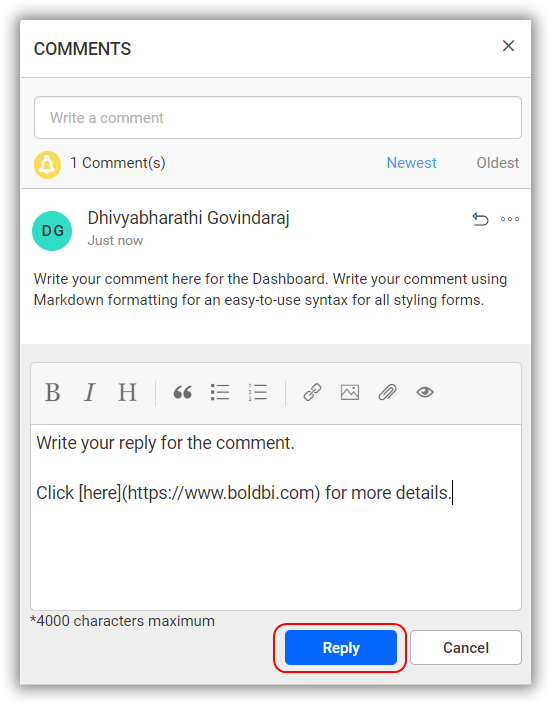 COMMENTS
Write a comment
1 Comment(s) Newest Oldest
DG Dhivyabharathi Govindaraj
Just now
Write your comment here for the Dashboard. Write your comment using
Markdown formatting for an easy-to-use syntax for all styling forms.
B I H
Write your reply for the comment.
Click [here](https://www.boldbi.com) for more details.
*4000 characters maximum
Reply Cancel